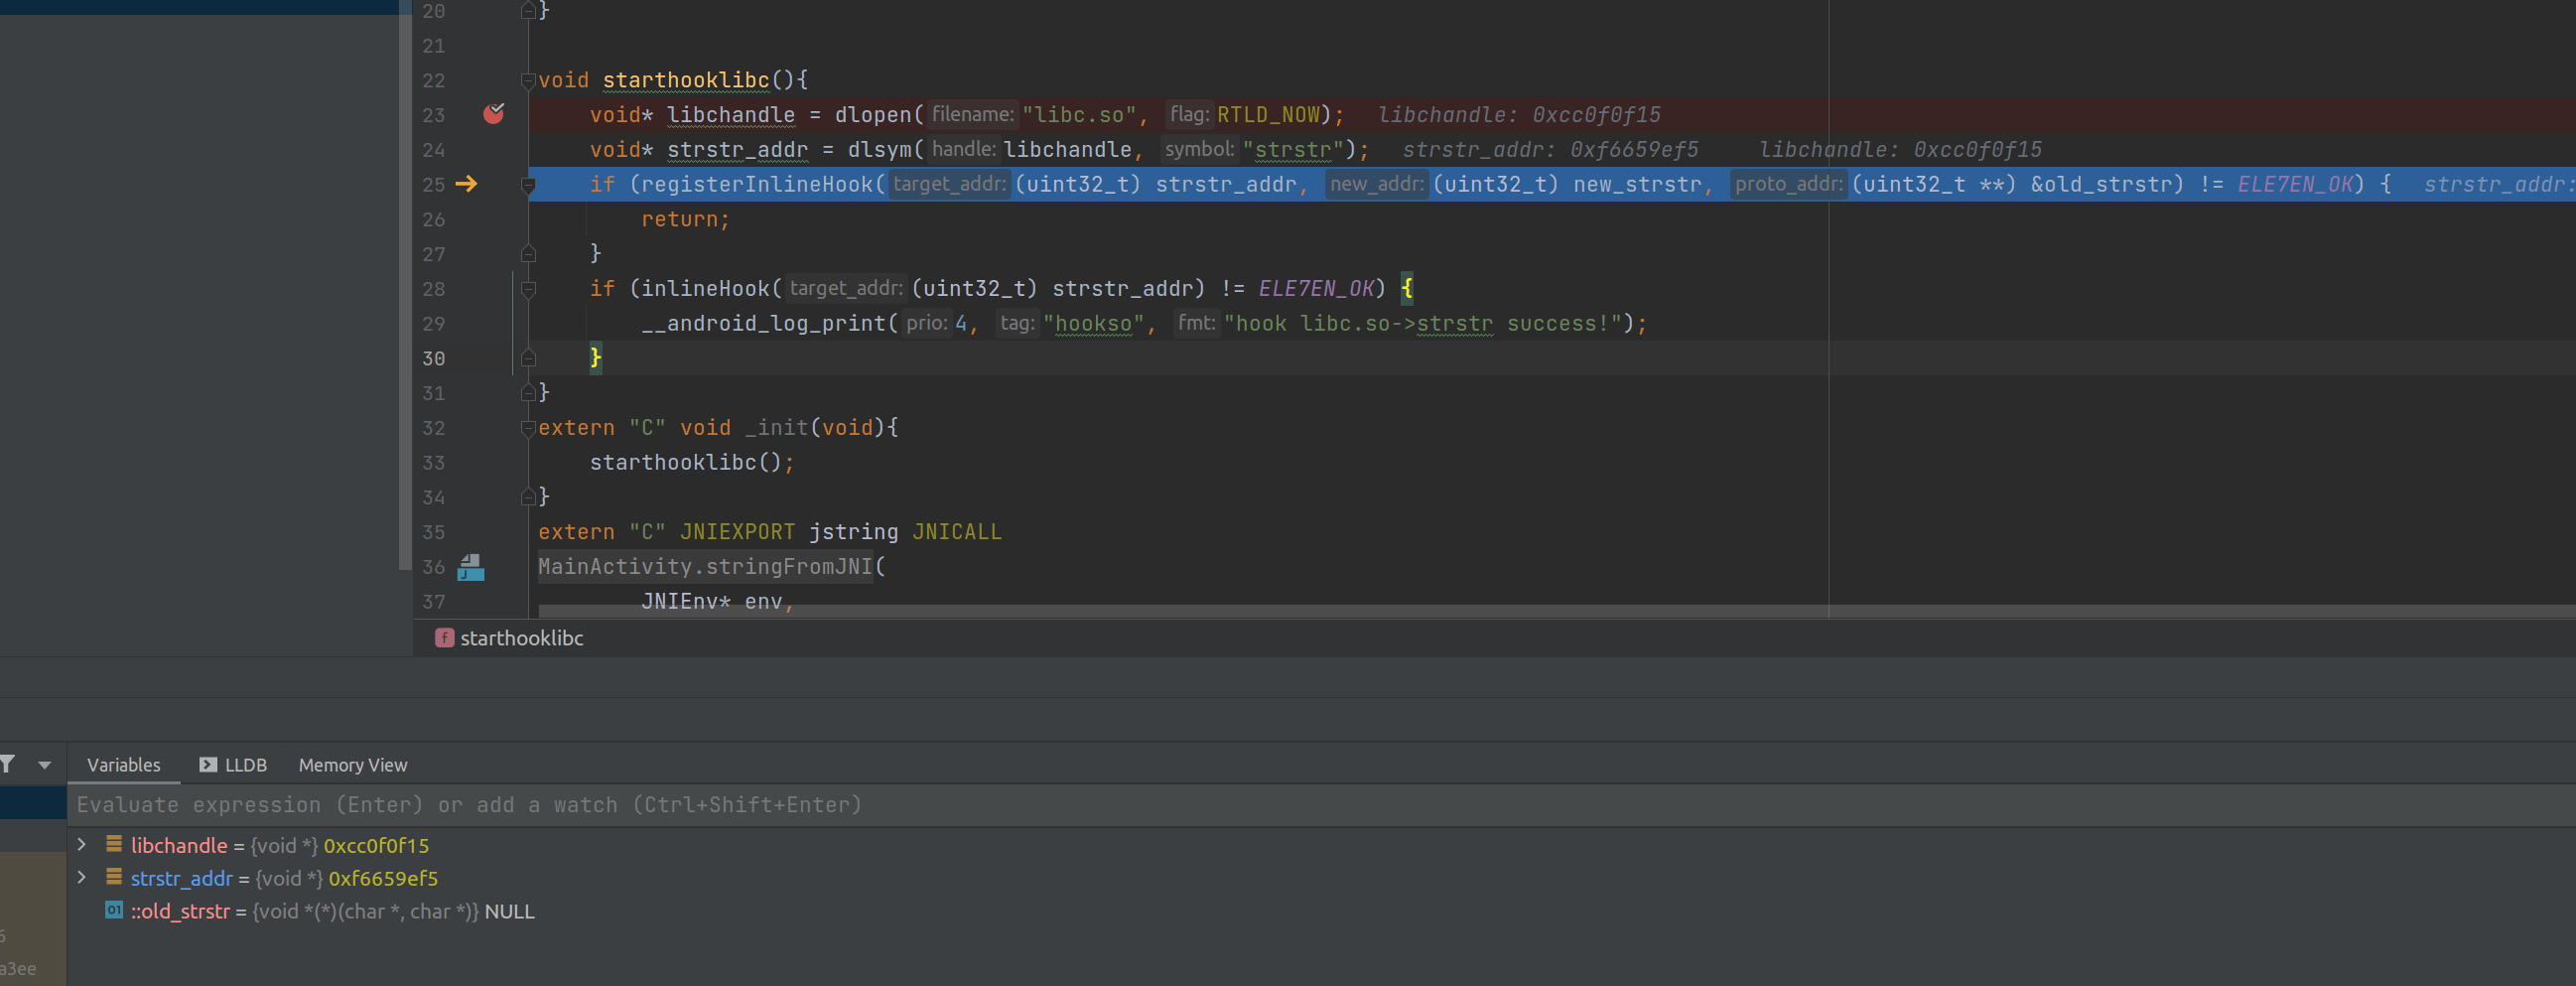 20 }
21
22 void starthooklibc(){
23 void* libchandle = dlopen( filename: "libc.so", flag: RTLD_NOW); libchandle: 0xcc0f0f15
24 void* strstr_addr = dlsym( handle: libchandle, symbol: "strstr"); strstr_addr: 0xf6659ef5 libchandle: 0xcc0f0f15
25 if (registerInlineHook( target_addr: (uint32_t) strstr_addr, new_addr: (uint32_t) new_strstr, proto_addr: (uint32_t **) &old_strstr) != ELE7EN_OK) { strstr_addr:
26 return;
27 }
28 if (inlineHook( target_addr: (uint32_t) strstr_addr) != ELE7EN_OK) {
29 __android_log_print( prio: 4, tag: "hookso", fmt: "hook libc.so->strstr success!");
30 }
31 }
32 extern "C" void _init(void){
33 starthooklibc();
34 }
35 extern "C" JNIEXPORT jstring JNICALL
36 MainActivity.stringFromJNI(
37 JNIEnv* env,
f starthooklibc
Variables LLDB Memory View
Evaluate expression (Enter) or add a watch (Ctrl+Shift+Enter)
libchandle = {void *} 0xcc0f0f15
strstr_addr = {void *} 0xf6659ef5
01 ::old_strstr = {void *(*)(char *, char *)} NULL
6
a3ee